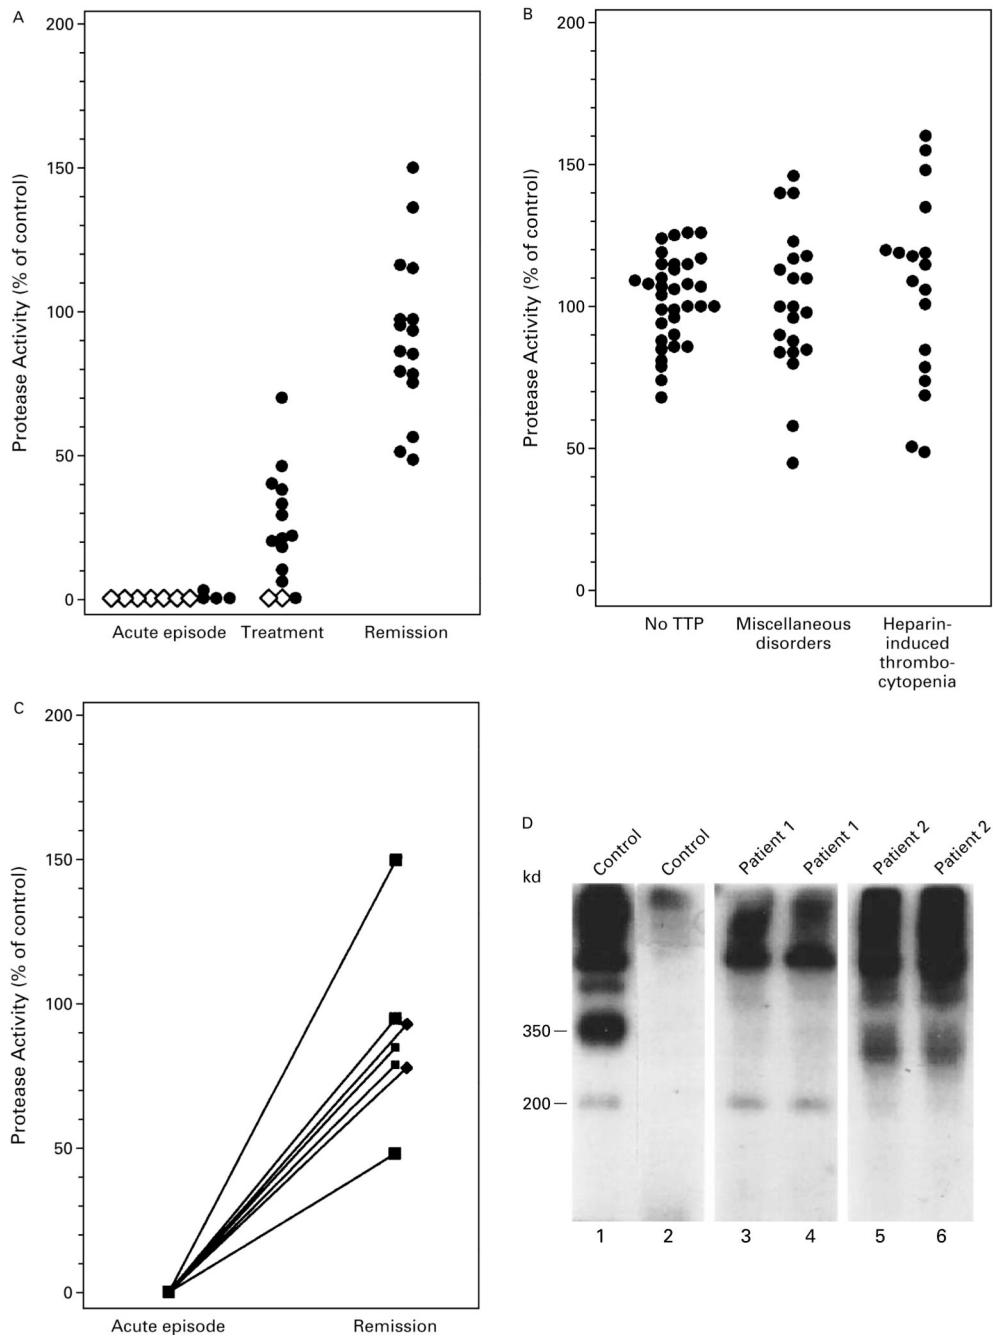 A
Protease Activity (% of control)
200
150
100
50
0
Acute episode Treatment Remission
B
Protease Activity (% of control)
200
150
100
50
0
No TTP
Miscellaneous
disorders
Heparin-
induced
thrombo-
cytopenia
C
Protease Activity (% of control)
200
150
100
50
0
Acute episode Remission
D
kd
Control Control Patient 1 Patient 1 Patient 2 Patient 2
350
200
1 2 3 4 5 6